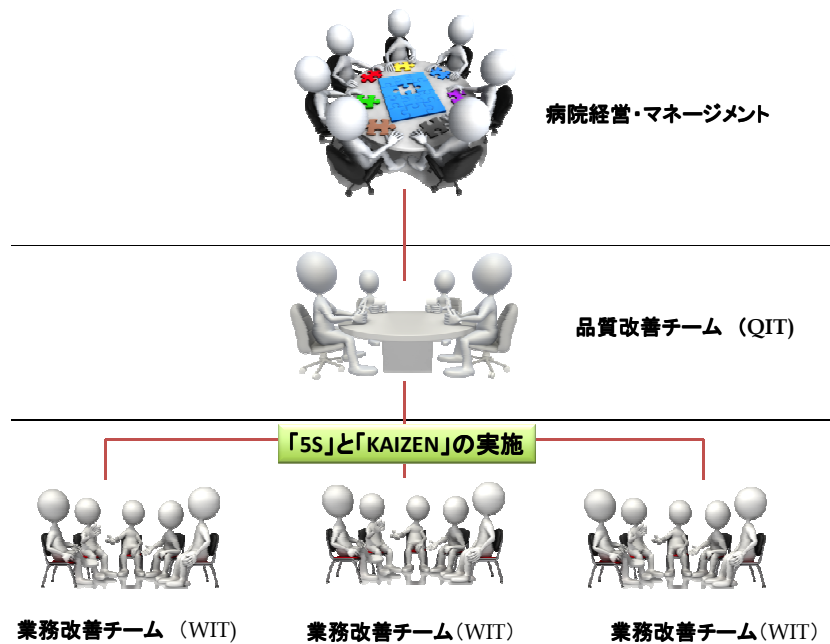 病院経営・マネージメント
品質改善チーム （QIT)
「5S」と「KAIZEN」の実施
業務改善チーム （WIT)
業務改善チーム（WIT）
業務改善チーム（WIT）